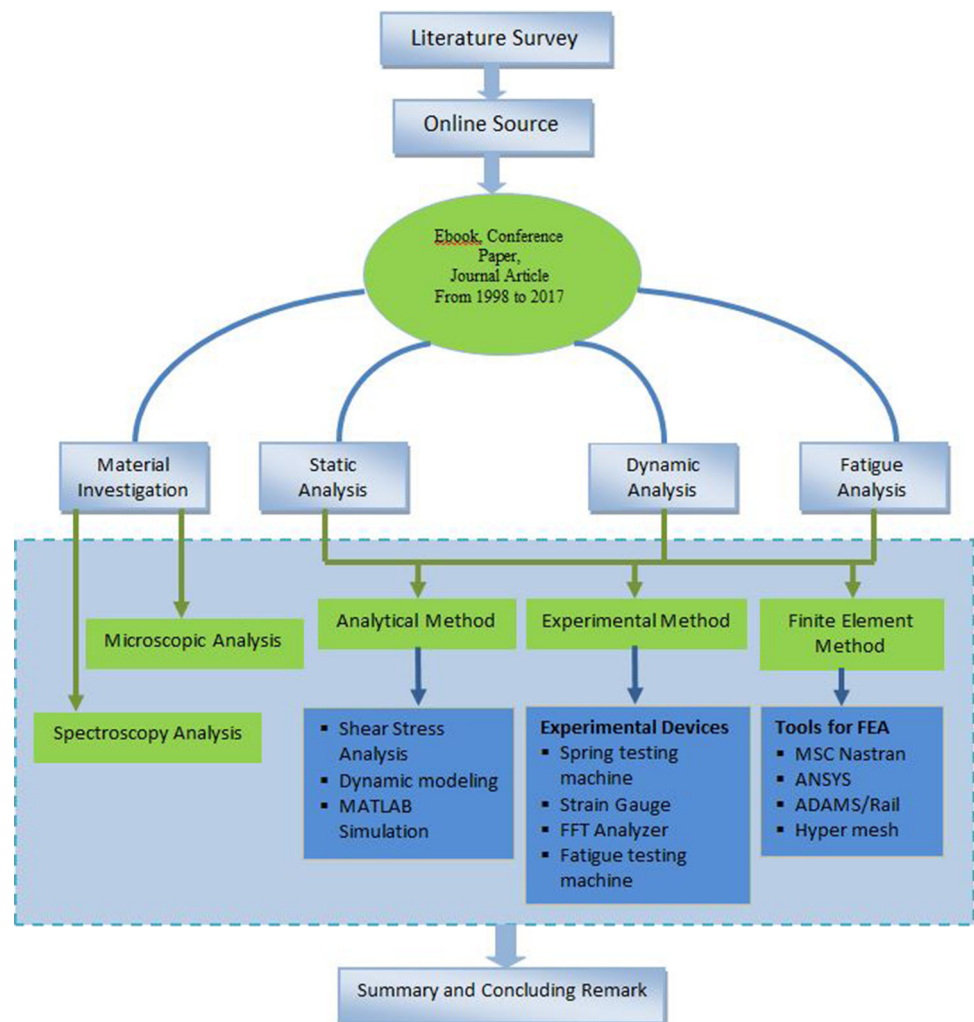 Literature Survey
Online Source
Ebook, Conference
Paper,
Journal Article
From 1998 to 2017
Material
Investigation
Static
Analysis
Dynamic
Analysis
Fatigue
Analysis
Microscopic Analysis
Spectroscopy Analysis
Analytical Method
Experimental Method
Finite Element
Method
▪ Shear Stress
Analysis
▪ Dynamic modeling
▪ MATLAB
Simulation
Experimental Devices
▪ Spring testing
machine
▪ Strain Gauge
▪ FFT Analyzer
▪ Fatigue testing
machine
Tools for FEA
▪ MSC Nastran
▪ ANSYS
▪ ADAMS/Rail
▪ Hyper mesh
Summary and Concluding Remark